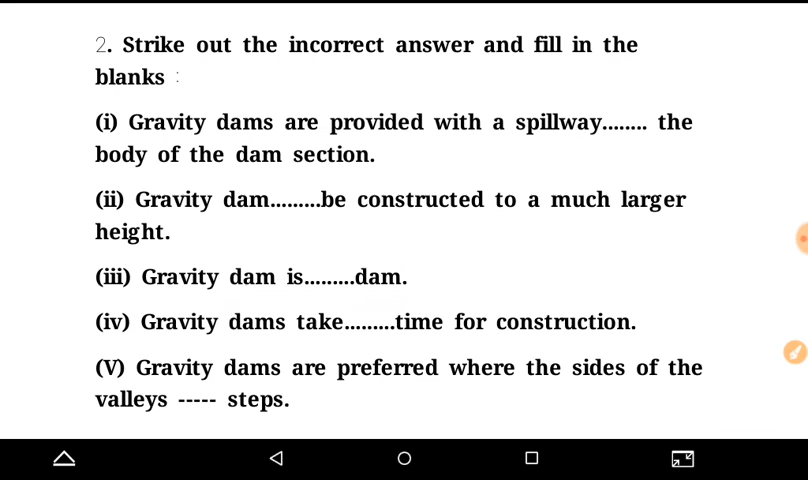 2. Strike out the incorrect answer and fill in the
blanks :
(i) Gravity dams are provided with a spillway........ the
body of the dam section.
(ii) Gravity dam.........be constructed to a much larger
height.
(iii) Gravity dam is.........dam.
(iv) Gravity dams take.........time for construction.
(V) Gravity dams are preferred where the sides of the
valleys ----- steps.